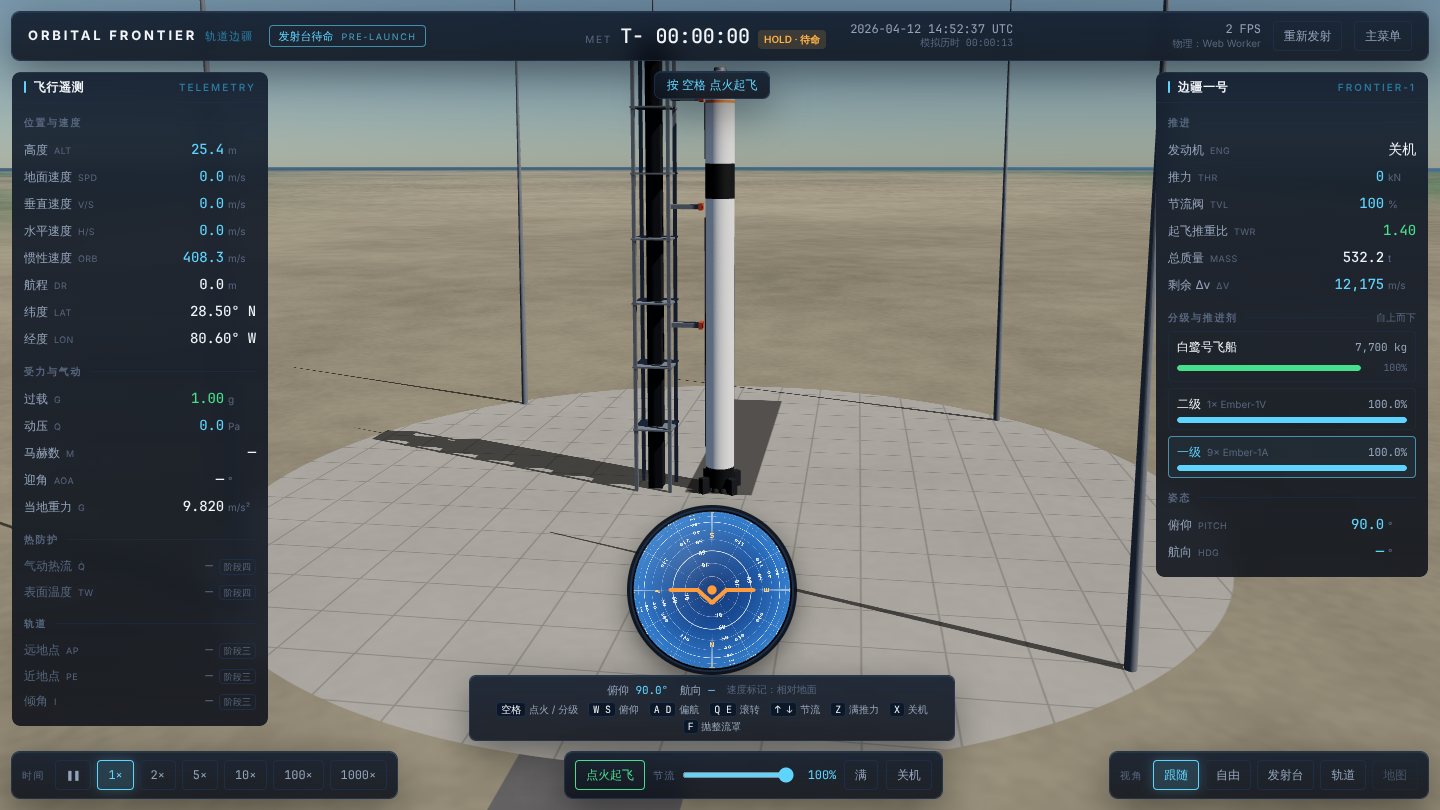 ORBITAL FRONTIER 轨道边疆 发射台待命 PRE-LAUNCH
MET T- 00:00:00 HOLD · 待命
2026-04-12 14:52:37 UTC
模拟历时 00:00:13
2 FPS
物理：Web Worker
重新发射
主菜单
按 空格 点火起飞
飞行遥测 TELEMETRY
位置与速度
高度 ALT 25.4 m
地面速度 SPD 0.0 m/s
垂直速度 V/S 0.0 m/s
水平速度 H/S 0.0 m/s
惯性速度 ORB 408.3 m/s
航程 DR 0.0 m
纬度 LAT 28.50° N
经度 LON 80.60° W
受力与气动
过载 G 1.00 g
动压 Q 0.0 Pa
马赫数 M —
迎角 AOA — °
当地重力 G 9.820 m/s²
热防护
气动热流 Q̇ — 阶段四
表面温度 TW — 阶段四
轨道
远地点 AP — 阶段三
近地点 PE — 阶段三
倾角 I — 阶段三
边疆一号 FRONTIER-1
推进
发动机 ENG 关机
推力 THR 0 kN
节流阀 TVL 100 %
起飞推重比 TWR 1.40
总质量 MASS 532.2 t
剩余 Δv ΔV 12,175 m/s
分级与推进剂 自上而下
白鹭号飞船 7,700 kg
100%
二级 1× Ember-1V 100.0%
一级 9× Ember-1A 100.0%
姿态
俯仰 PITCH 90.0 °
航向 HDG — °
S
N
E
俯仰 90.0° 航向 — 速度标记：相对地面
空格 点火 / 分级 W S 俯仰 A D 偏航 Q E 滚转 ↑ ↓ 节流 Z 满推力 X 关机
F 抛整流罩
时间 1× 2× 5× 10× 100× 1000×
点火起飞 节流 100% 满 关机
视角 跟随 自由 发射台 轨道 地图